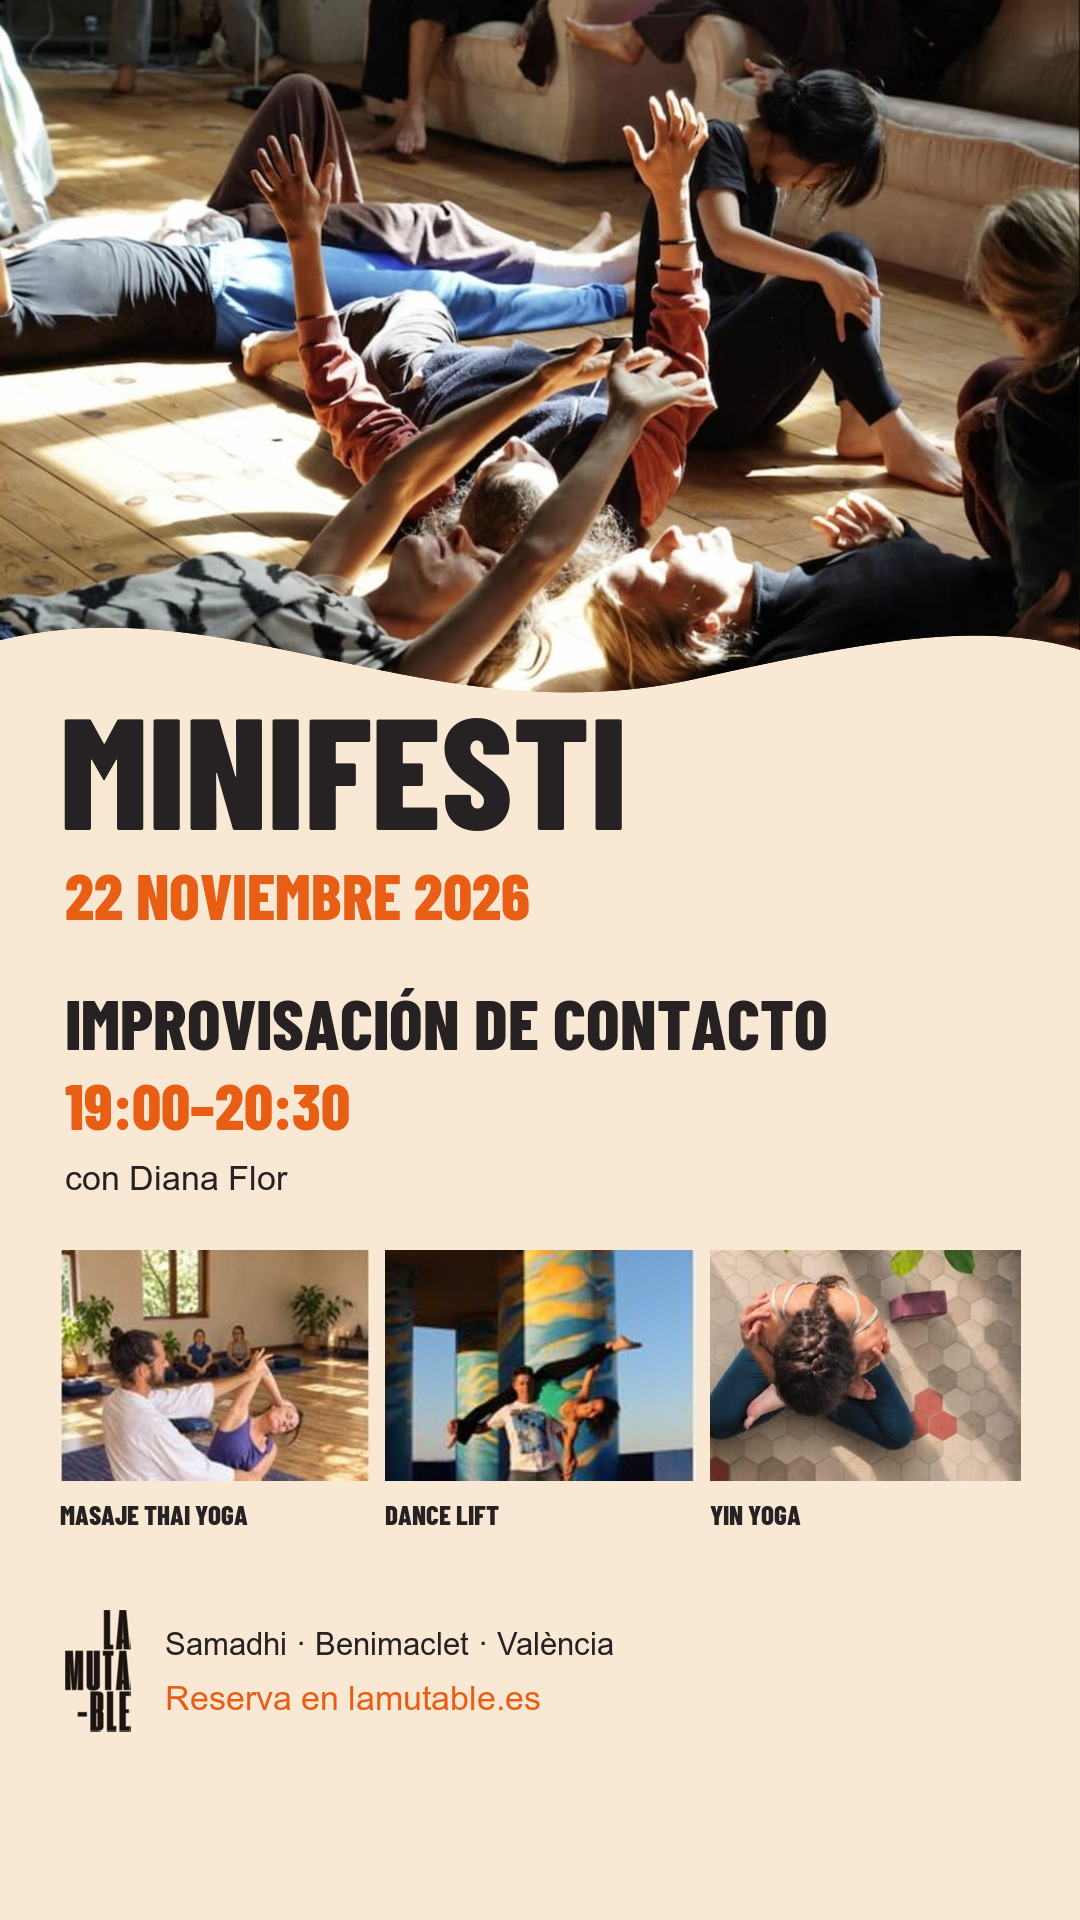 MINIFESTI
22 NOVIEMBRE 2026
IMPROVISACIÓN DE CONTACTO
19:00–20:30
con Diana Flor
MASAJE THAI YOGA
DANCE LIFT
YIN YOGA
LA
MUTA
-BLE
Samadhi · Benimaclet · València
Reserva en lamutable.es